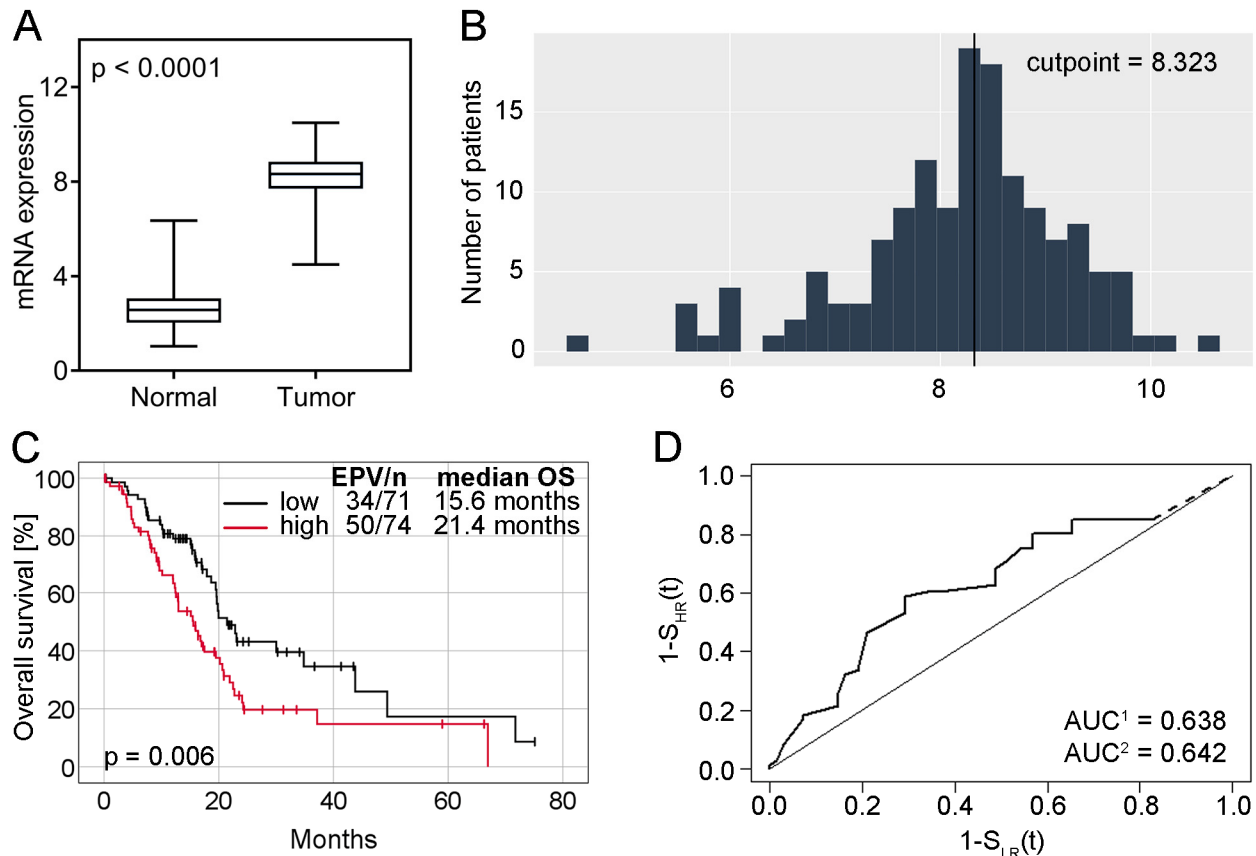 A
p < 0.0001
mRNA expression
12
8
4
0
Normal
Tumor
B
cutpoint = 8.323
Number of patients
15
10
5
0
6
8
10
C
EPV/n median OS
low 34/71 15.6 months
high 50/74 21.4 months
Overall survival [%]
100
80
60
40
20
0
p = 0.006
0
20
40
60
80
Months
D
1-S_HR(t)
1.0
0.8
0.6
0.4
0.2
0.0
AUC¹ = 0.638
AUC² = 0.642
0.0
0.2
0.4
0.6
0.8
1.0
1-S_LR(t)